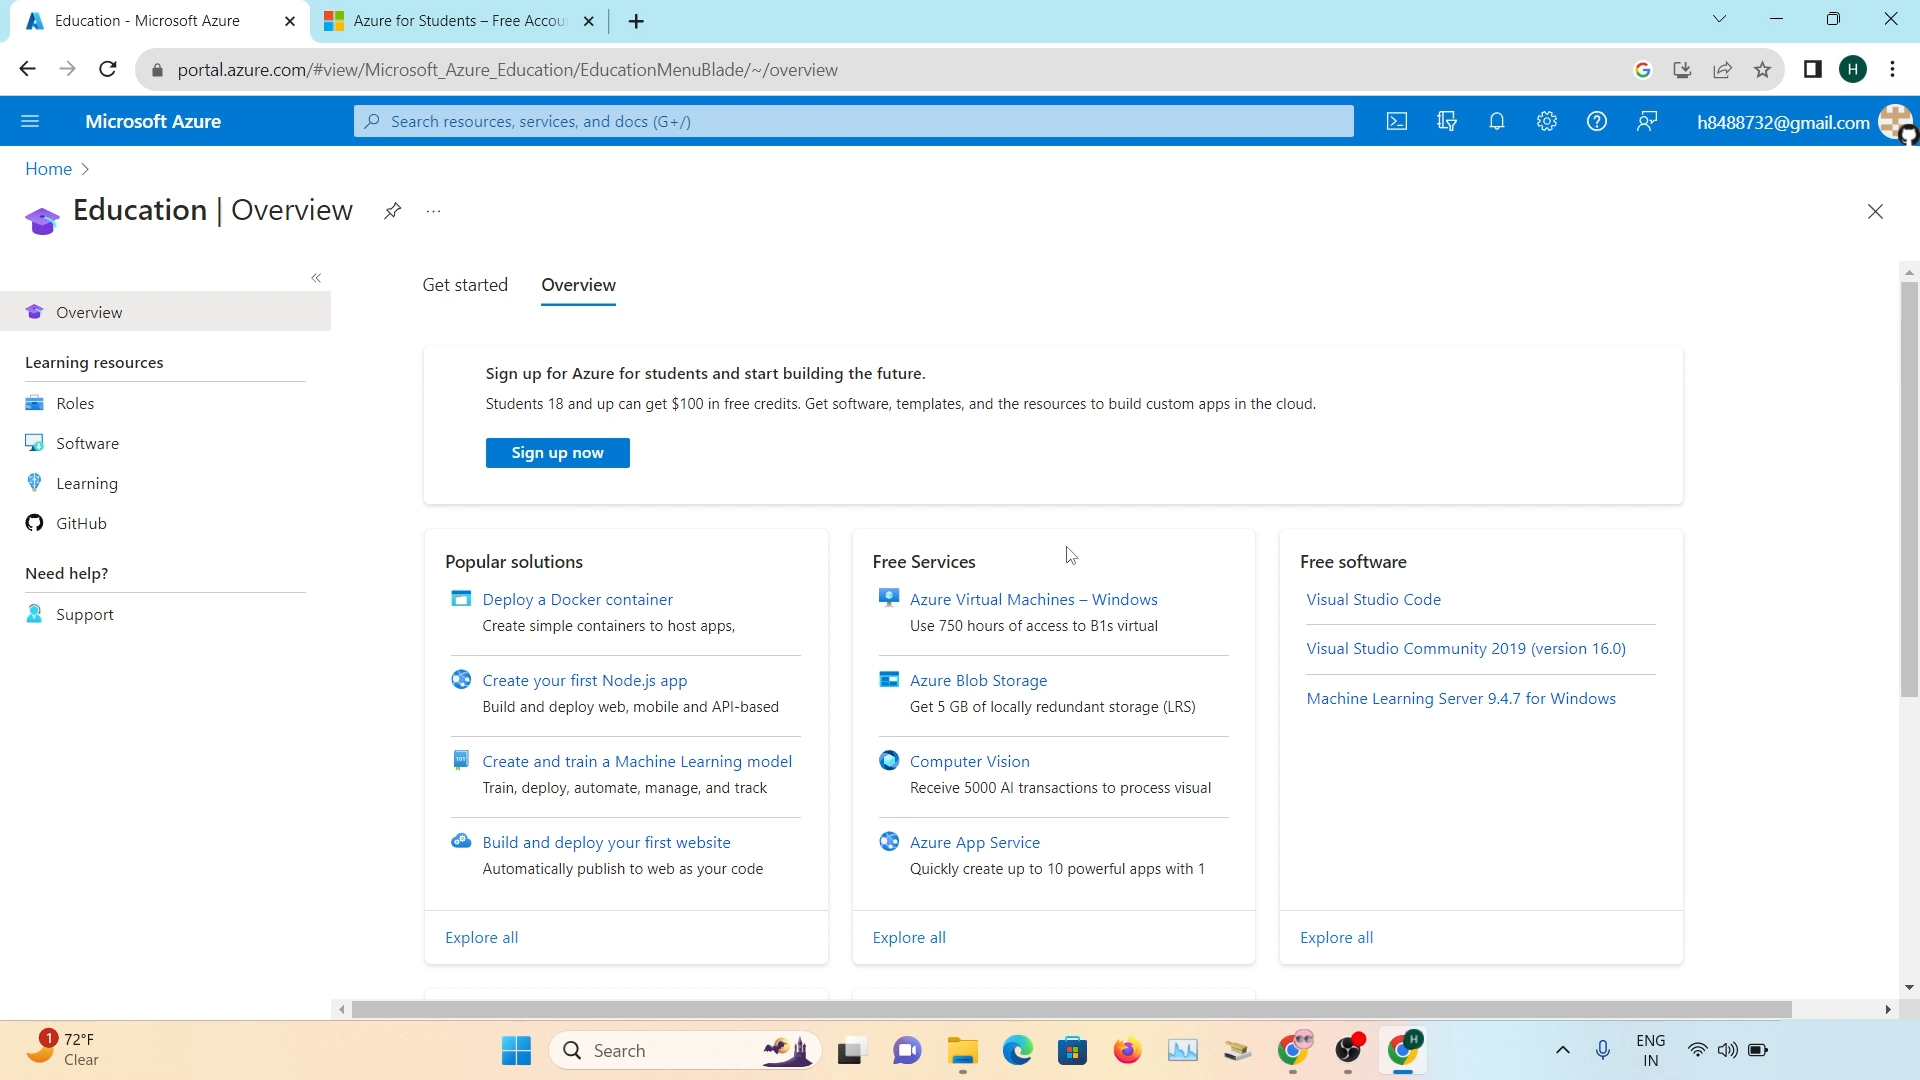 Education - Microsoft Azure
Azure for Students – Free Accou
portal.azure.com/#view/Microsoft_Azure_Education/EducationMenuBlade/~/overview
H
Microsoft Azure
Search resources, services, and docs (G+/)
h8488732@gmail.com
Home >
Education | Overview
Overview
Learning resources
Roles
Software
Learning
GitHub
Need help?
Support
Get started
Overview
Sign up for Azure for students and start building the future.
Students 18 and up can get $100 in free credits. Get software, templates, and the resources to build custom apps in the cloud.
Sign up now
Popular solutions
Deploy a Docker container
Create simple containers to host apps,
Create your first Node.js app
Build and deploy web, mobile and API-based
Create and train a Machine Learning model
Train, deploy, automate, manage, and track
Build and deploy your first website
Automatically publish to web as your code
Explore all
Free Services
Azure Virtual Machines – Windows
Use 750 hours of access to B1s virtual
Azure Blob Storage
Get 5 GB of locally redundant storage (LRS)
Computer Vision
Receive 5000 AI transactions to process visual
Azure App Service
Quickly create up to 10 powerful apps with 1
Explore all
Free software
Visual Studio Code
Visual Studio Community 2019 (version 16.0)
Machine Learning Server 9.4.7 for Windows
Explore all
1
72°F
Clear
Search
H
ENG
IN